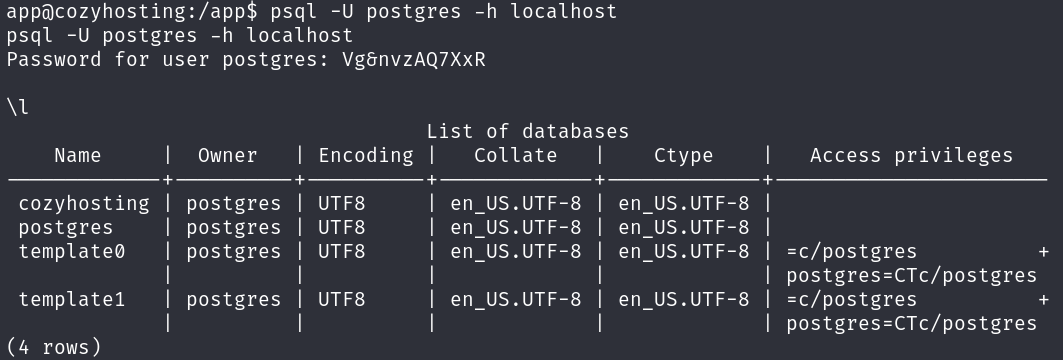 app@cozyhosting:/app$ psql -U postgres -h localhost
psql -U postgres -h localhost
Password for user postgres: Vg&nvzAQ7XxR
\l
                                   List of databases
    Name     |  Owner   | Encoding |   Collate   |    Ctype    |   Access privileges
-------------+----------+----------+-------------+-------------+-----------------------
 cozyhosting | postgres | UTF8     | en_US.UTF-8 | en_US.UTF-8 |
 postgres    | postgres | UTF8     | en_US.UTF-8 | en_US.UTF-8 |
 template0   | postgres | UTF8     | en_US.UTF-8 | en_US.UTF-8 | =c/postgres          +
             |          |          |             |             | postgres=CTc/postgres
 template1   | postgres | UTF8     | en_US.UTF-8 | en_US.UTF-8 | =c/postgres          +
             |          |          |             |             | postgres=CTc/postgres
(4 rows)